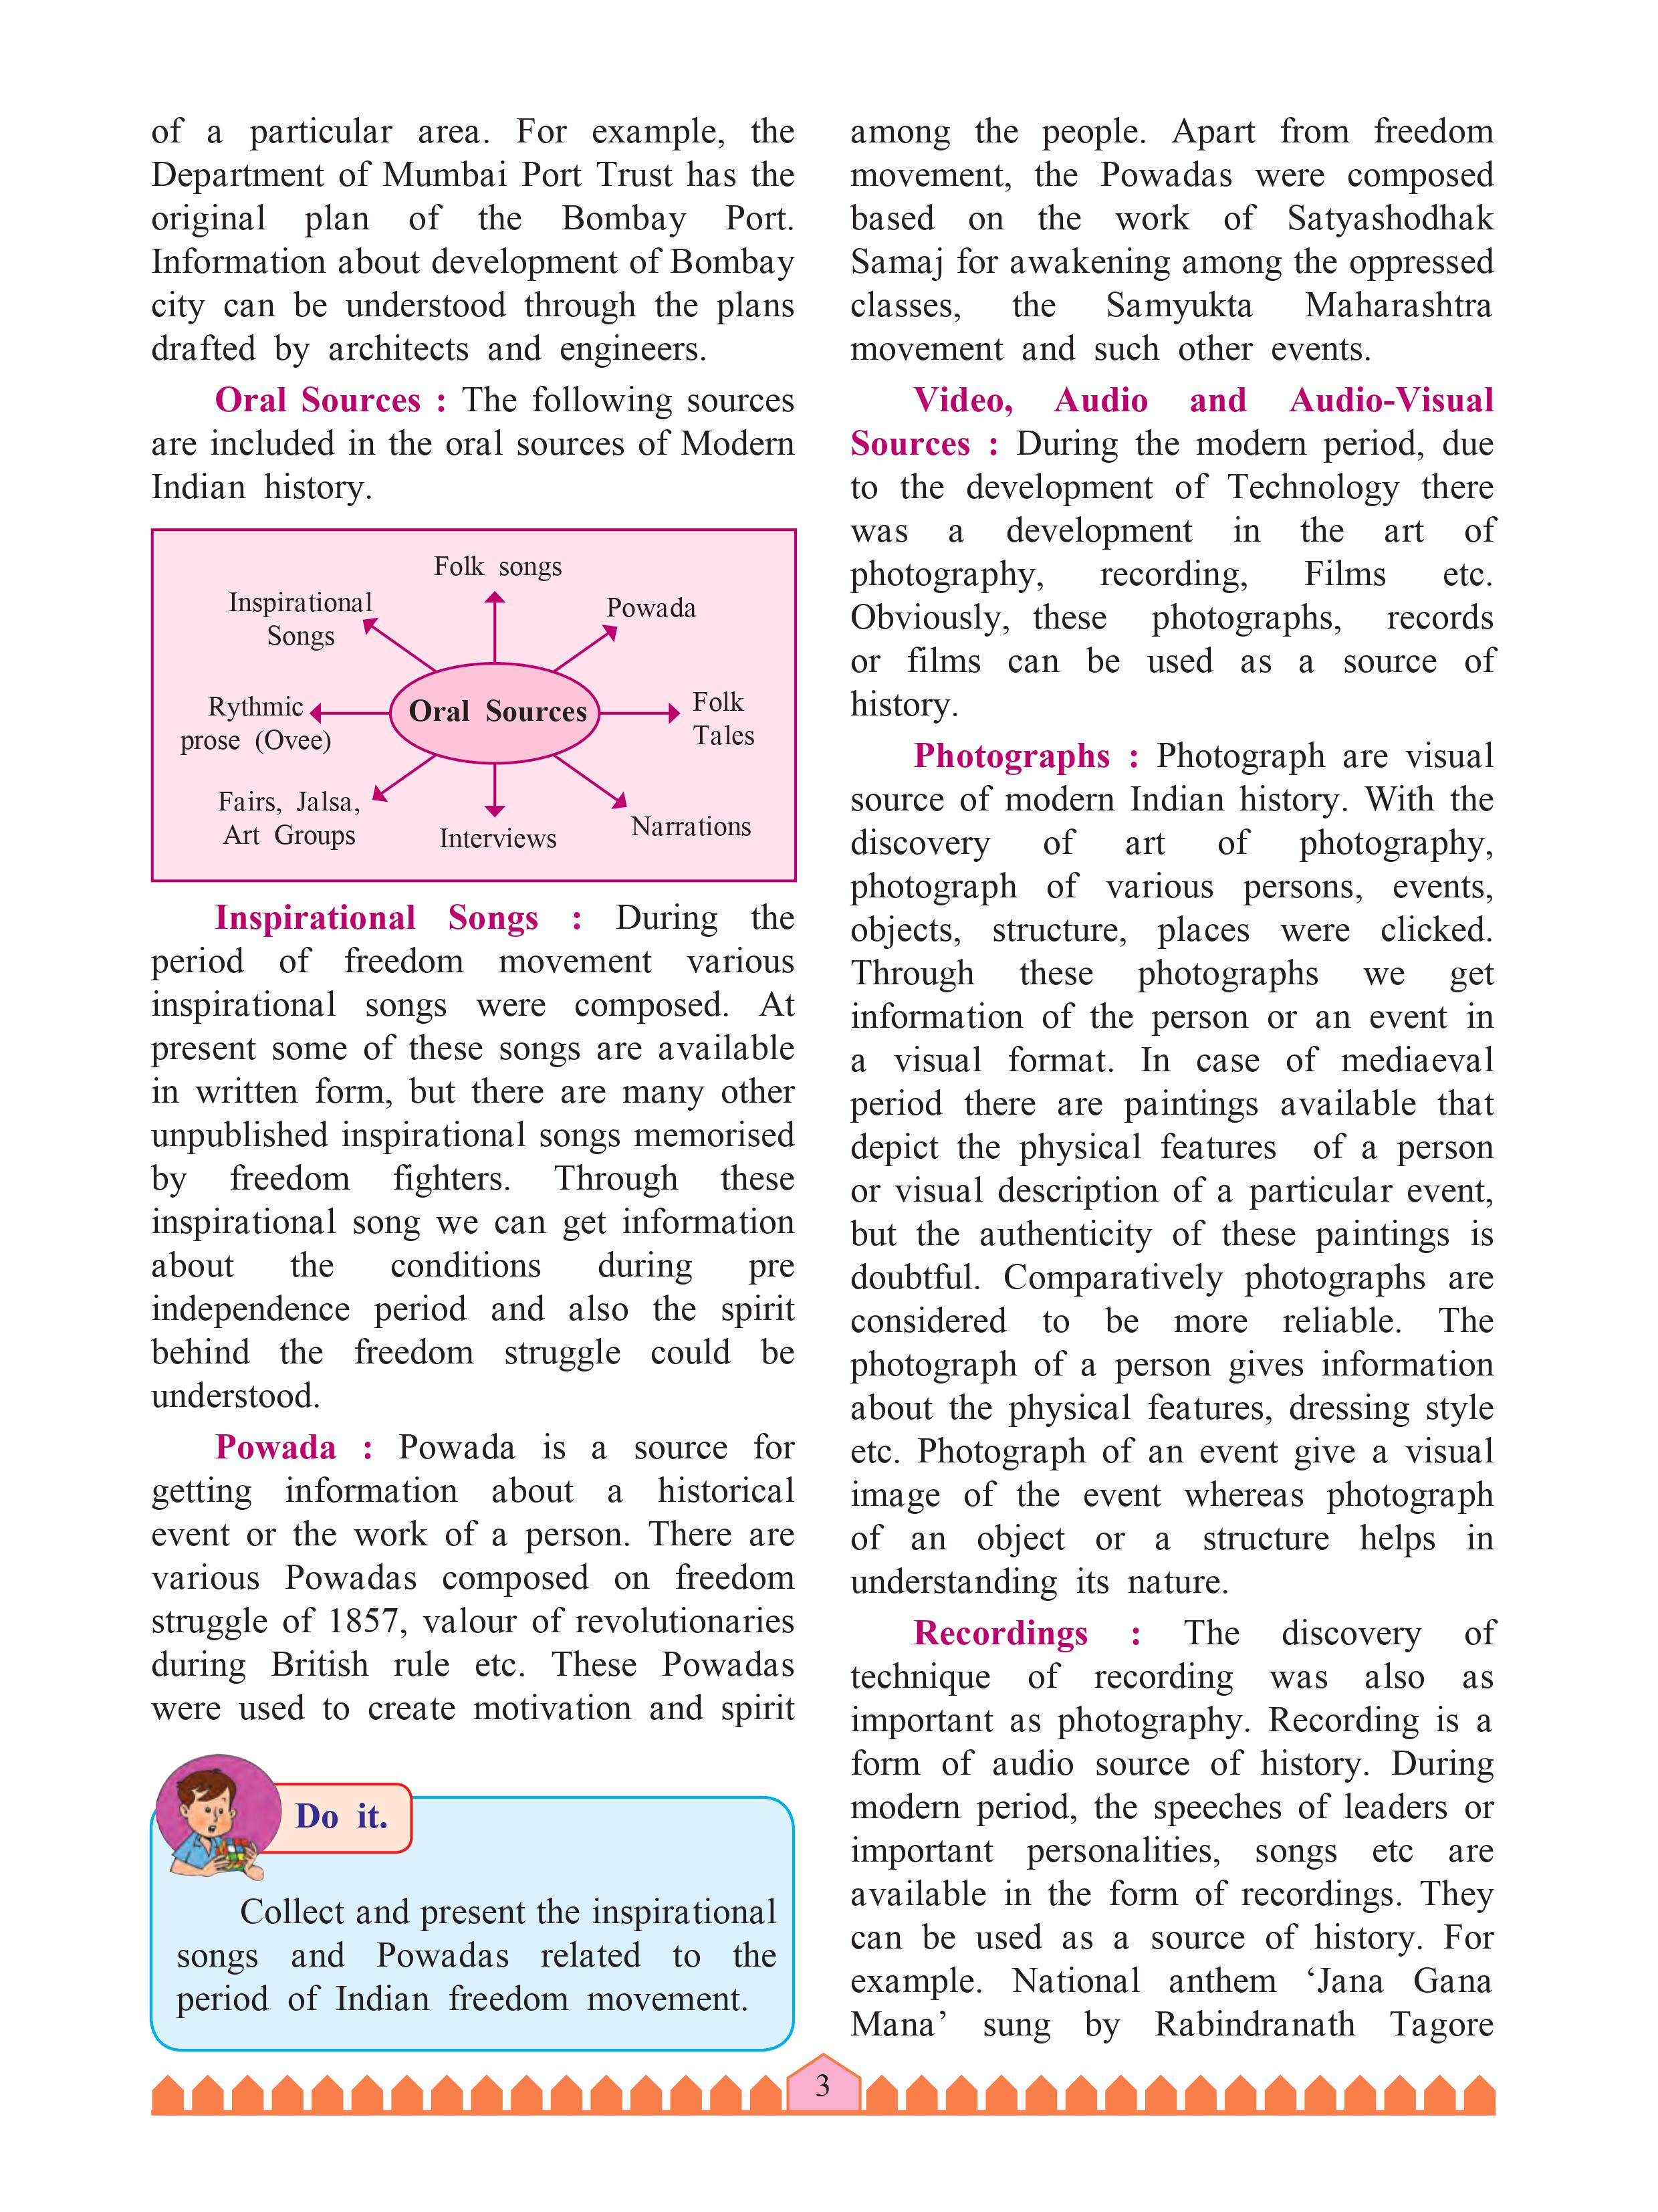 of a particular area. For example, the
Department of Mumbai Port Trust has the
original plan of the Bombay Port.
Information about development of Bombay
city can be understood through the plans
drafted by architects and engineers.
Oral Sources : The following sources
are included in the oral sources of Modern
Indian history.
Folk songs
Inspirational
Songs
Powada
Rythmic
prose (Ovee)
Oral Sources
Folk
Tales
Fairs, Jalsa,
Art Groups
Interviews
Narrations
Inspirational Songs : During the
period of freedom movement various
inspirational songs were composed. At
present some of these songs are available
in written form, but there are many other
unpublished inspirational songs memorised
by freedom fighters. Through these
inspirational song we can get information
about the conditions during pre
independence period and also the spirit
behind the freedom struggle could be
understood.
Powada : Powada is a source for
getting information about a historical
event or the work of a person. There are
various Powadas composed on freedom
struggle of 1857, valour of revolutionaries
during British rule etc. These Powadas
were used to create motivation and spirit
Do it.
Collect and present the inspirational
songs and Powadas related to the
period of Indian freedom movement.
among the people. Apart from freedom
movement, the Powadas were composed
based on the work of Satyashodhak
Samaj for awakening among the oppressed
classes, the Samyukta Maharashtra
movement and such other events.
Video, Audio and Audio-Visual
Sources : During the modern period, due
to the development of Technology there
was a development in the art of
photography, recording, Films etc.
Obviously, these photographs, records
or films can be used as a source of
history.
Photographs : Photograph are visual
source of modern Indian history. With the
discovery of art of photography,
photograph of various persons, events,
objects, structure, places were clicked.
Through these photographs we get
information of the person or an event in
a visual format. In case of mediaeval
period there are paintings available that
depict the physical features of a person
or visual description of a particular event,
but the authenticity of these paintings is
doubtful. Comparatively photographs are
considered to be more reliable. The
photograph of a person gives information
about the physical features, dressing style
etc. Photograph of an event give a visual
image of the event whereas photograph
of an object or a structure helps in
understanding its nature.
Recordings : The discovery of
technique of recording was also as
important as photography. Recording is a
form of audio source of history. During
modern period, the speeches of leaders or
important personalities, songs etc are
available in the form of recordings. They
can be used as a source of history. For
example. National anthem ‘Jana Gana
Mana’ sung by Rabindranath Tagore
3